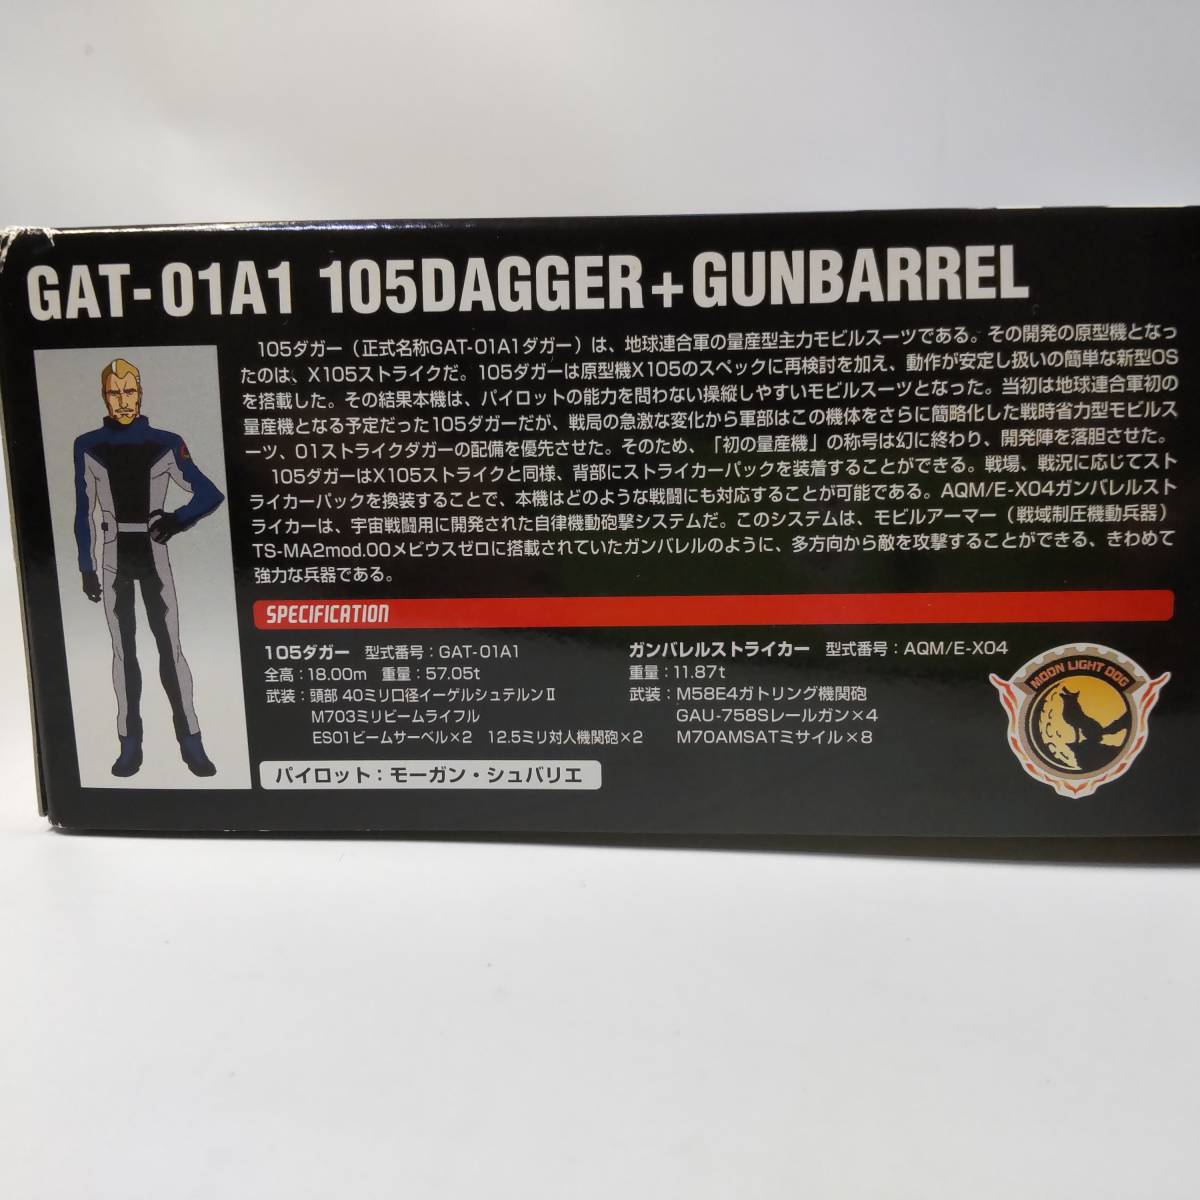 GAT-01A1 105DAGGER+GUNBARREL
105ダガー（正式名称GAT-01A1ダガー）は、地球連合軍の量産型主力モビルスーツである。その開発の原型機となっ
たのは、X105ストライクだ。105ダガーは原型機X105のスペックに再検討を加え、動作が安定し扱いの簡単な新型OS
を搭載した。その結果本機は、パイロットの能力を問わない操縦しやすいモビルスーツとなった。当初は地球連合軍初の
量産機となる予定だった105ダガーだが、戦局の急激な変化から軍部はこの機体をさらに簡略化した戦時省力型モビルス
ーツ、01ストライクダガーの配備を優先させた。そのため、「初の量産機」の称号は幻に終わり、開発陣を落胆させた。
105ダガーはX105ストライクと同様、背部にストライカーパックを装着することができる。戦場、戦況に応じてスト
ライカーパックを換装することで、本機はどのような戦闘にも対応することが可能である。AQM/E-X04ガンバレルスト
ライカーは、宇宙戦闘用に開発された自律機動砲撃システムだ。このシステムは、モビルアーマー（戦域制圧機動兵器）
TS-MA2mod.00メビウスゼロに搭載されていたガンバレルのように、多方向から敵を攻撃することができる、きわめて
強力な兵器である。
SPECIFICATION
105ダガー 型式番号：GAT-01A1
全高：18.00m 重量：57.05t
武装：頭部 40ミリ口径イーゲルシュテルンⅡ
M703ミリビームライフル
ES01ビームサーベル×2 12.5ミリ対人機関砲×2
パイロット：モーガン・シュバリエ
ガンバレルストライカー 型式番号：AQM/E-X04
重量：11.87t
武装：M58E4ガトリング機関砲
GAU-758Sレールガン×4
M70AMSATミサイル×8
MOON LIGHT DOG